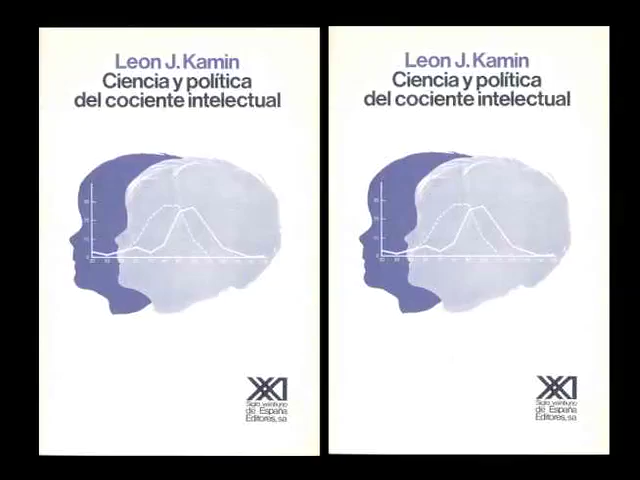 Leon J. Kamin
Ciencia y política
del cociente intelectual
XXI
Siglo veintiuno
de España
Editores, sa
Leon J. Kamin
Ciencia y política
del cociente intelectual
XXI
Siglo veintiuno
de España
Editores, sa